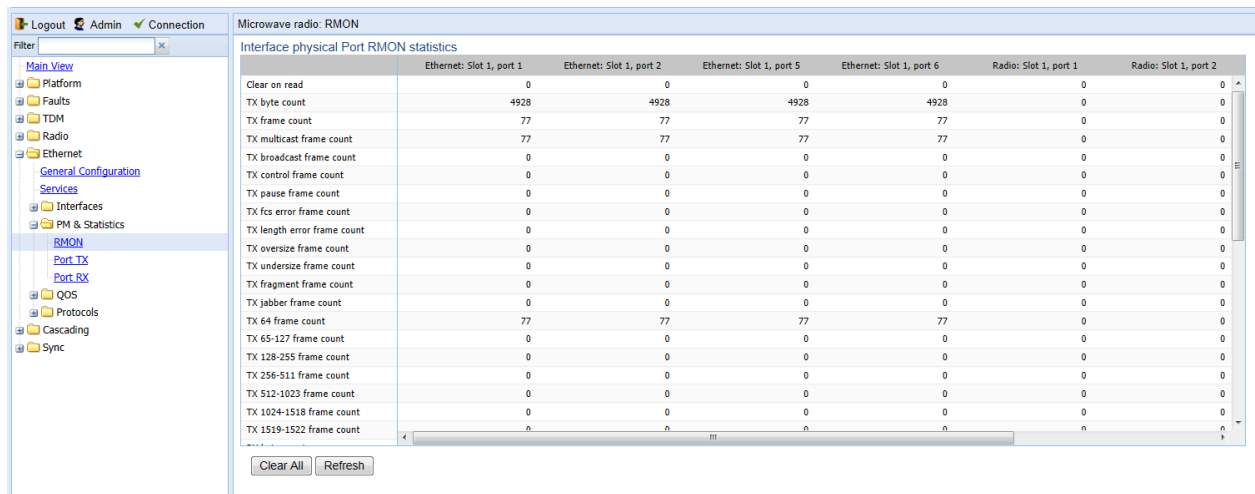 Logout Admin Connection
Filter
Main View
Platform
Faults
TDM
Radio
Ethernet
General Configuration
Services
Interfaces
PM & Statistics
RMON
Port TX
Port RX
QOS
Protocols
Cascading
Sync
Microwave radio: RMON
Interface physical Port RMON statistics
Ethernet: Slot 1, port 1 Ethernet: Slot 1, port 2 Ethernet: Slot 1, port 5 Ethernet: Slot 1, port 6 Radio: Slot 1, port 1 Radio: Slot 1, port 2
Clear on read 0 0 0 0 0 0
TX byte count 4928 4928 4928 4928 0 0
TX frame count 77 77 77 77 0 0
TX multicast frame count 77 77 77 77 0 0
TX broadcast frame count 0 0 0 0 0 0
TX control frame count 0 0 0 0 0 0
TX pause frame count 0 0 0 0 0 0
TX fcs error frame count 0 0 0 0 0 0
TX length error frame count 0 0 0 0 0 0
TX oversize frame count 0 0 0 0 0 0
TX undersize frame count 0 0 0 0 0 0
TX fragment frame count 0 0 0 0 0 0
TX jabber frame count 0 0 0 0 0 0
TX 64 frame count 77 77 77 77 0 0
TX 65-127 frame count 0 0 0 0 0 0
TX 128-255 frame count 0 0 0 0 0 0
TX 256-511 frame count 0 0 0 0 0 0
TX 512-1023 frame count 0 0 0 0 0 0
TX 1024-1518 frame count 0 0 0 0 0 0
TX 1519-1522 frame count 0 0 0 0 0 0
Clear All Refresh